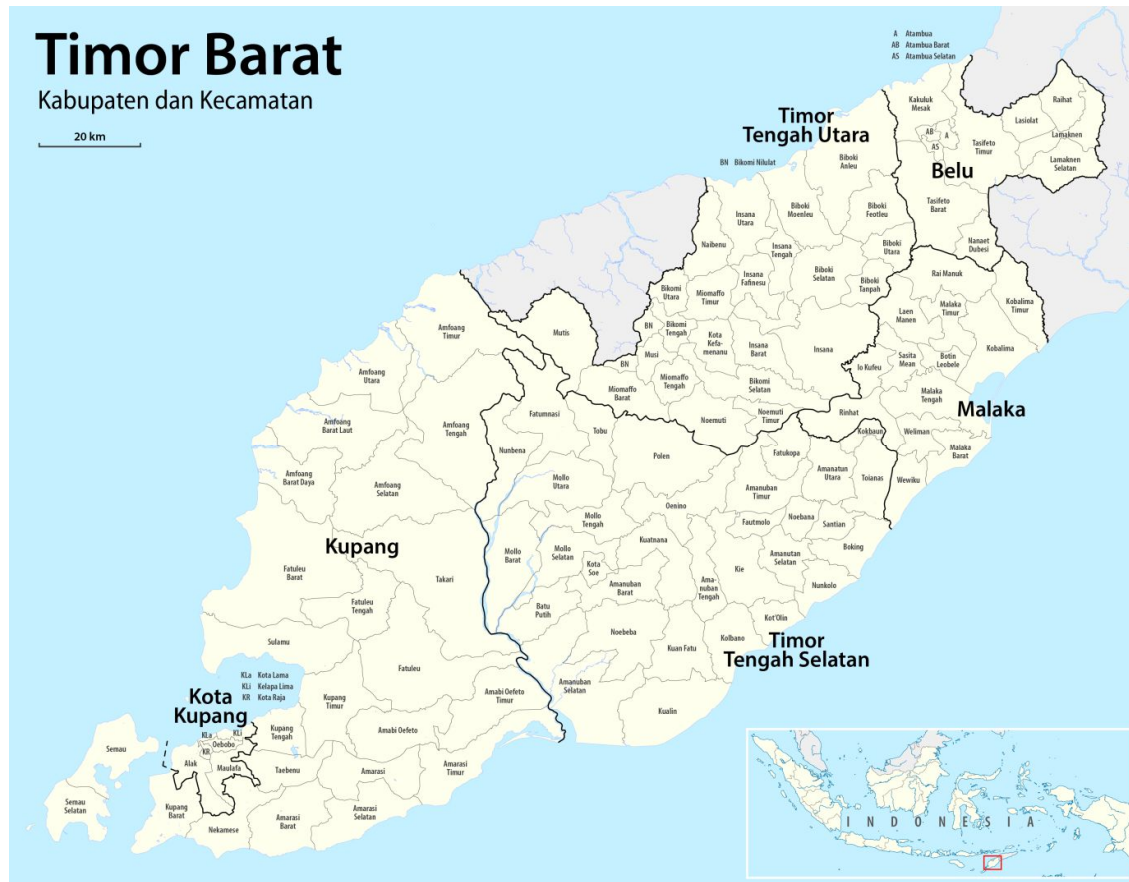 Timor Barat
Kabupaten dan Kecamatan
20 km
A Atambua
AB Atambua Barat
AS Atambua Selatan
Timor
Tengah Utara
BN Bikomi Nilulat
Belu
Malaka
Kupang
Timor
Tengah Selatan
Kota
Kupang
KLa Kota Lama
KLi Kelapa Lima
KR Kota Raja
Kakuluk
Mesak
Raihat
Lasiolat
Lamaknen
Lamaknen
Selatan
AB
A
AS
Tasifeto
Timur
Tasifeto
Barat
Nanaet
Dubesi
Biboki
Anleu
Biboki
Moenleu
Biboki
Feotleu
Insana
Utara
Naibenu
Insana
Tengah
Biboki
Utara
Insana
Fafinesu
Biboki
Selatan
Biboki
Tanpah
Bikomi
Utara
Miomaffo
Timur
BN
Bikomi
Tengah
Kota
Kefa-
menanu
Musi
BN
Insana
Barat
Insana
Miomaffo
Tengah
Miomaffo
Barat
Bikomi
Selatan
Noemuti
Noemuti
Timur
Mutis
Rai Manuk
Kobalima
Timur
Laen
Manen
Malaka
Timur
Kobalima
Sasita
Mean
Botin
Leobele
Io Kufeu
Malaka
Tengah
Rinhat
Weliman
Malaka
Barat
Wewiku
Amfoang
Timur
Amfoang
Utara
Amfoang
Barat Laut
Amfoang
Tengah
Amfoang
Barat Daya
Amfoang
Selatan
Fatuleu
Barat
Takari
Fatuleu
Tengah
Sulamu
Fatuleu
Kupang
Timur
Amabi Oefeto
Timur
Amabi Oefeto
Kupang
Tengah
Taebenu
Amarasi
Amarasi
Timur
Amarasi
Selatan
Amarasi
Barat
Nekamese
Kupang
Barat
Semau
Semau
Selatan
KLa
KLi
Oebobo
KR
Alak
Maulafa
Fatumnasi
Tobu
Nunbena
Polen
Kokbaun
Fatukopa
Amanatun
Utara
Toianas
Mollo
Utara
Amanuban
Timur
Oenino
Mollo
Tengah
Fautmolo
Noebana
Santian
Kuatnana
Boking
Mollo
Barat
Mollo
Selatan
Kota
Soe
Amanutan
Selatan
Kie
Ama-
nuban
Tengah
Nunkolo
Amanuban
Barat
Batu
Putih
Kot'Olin
Noebeba
Kolbano
Kuan Fatu
Amanuban
Selatan
Kualin
INDONESIA